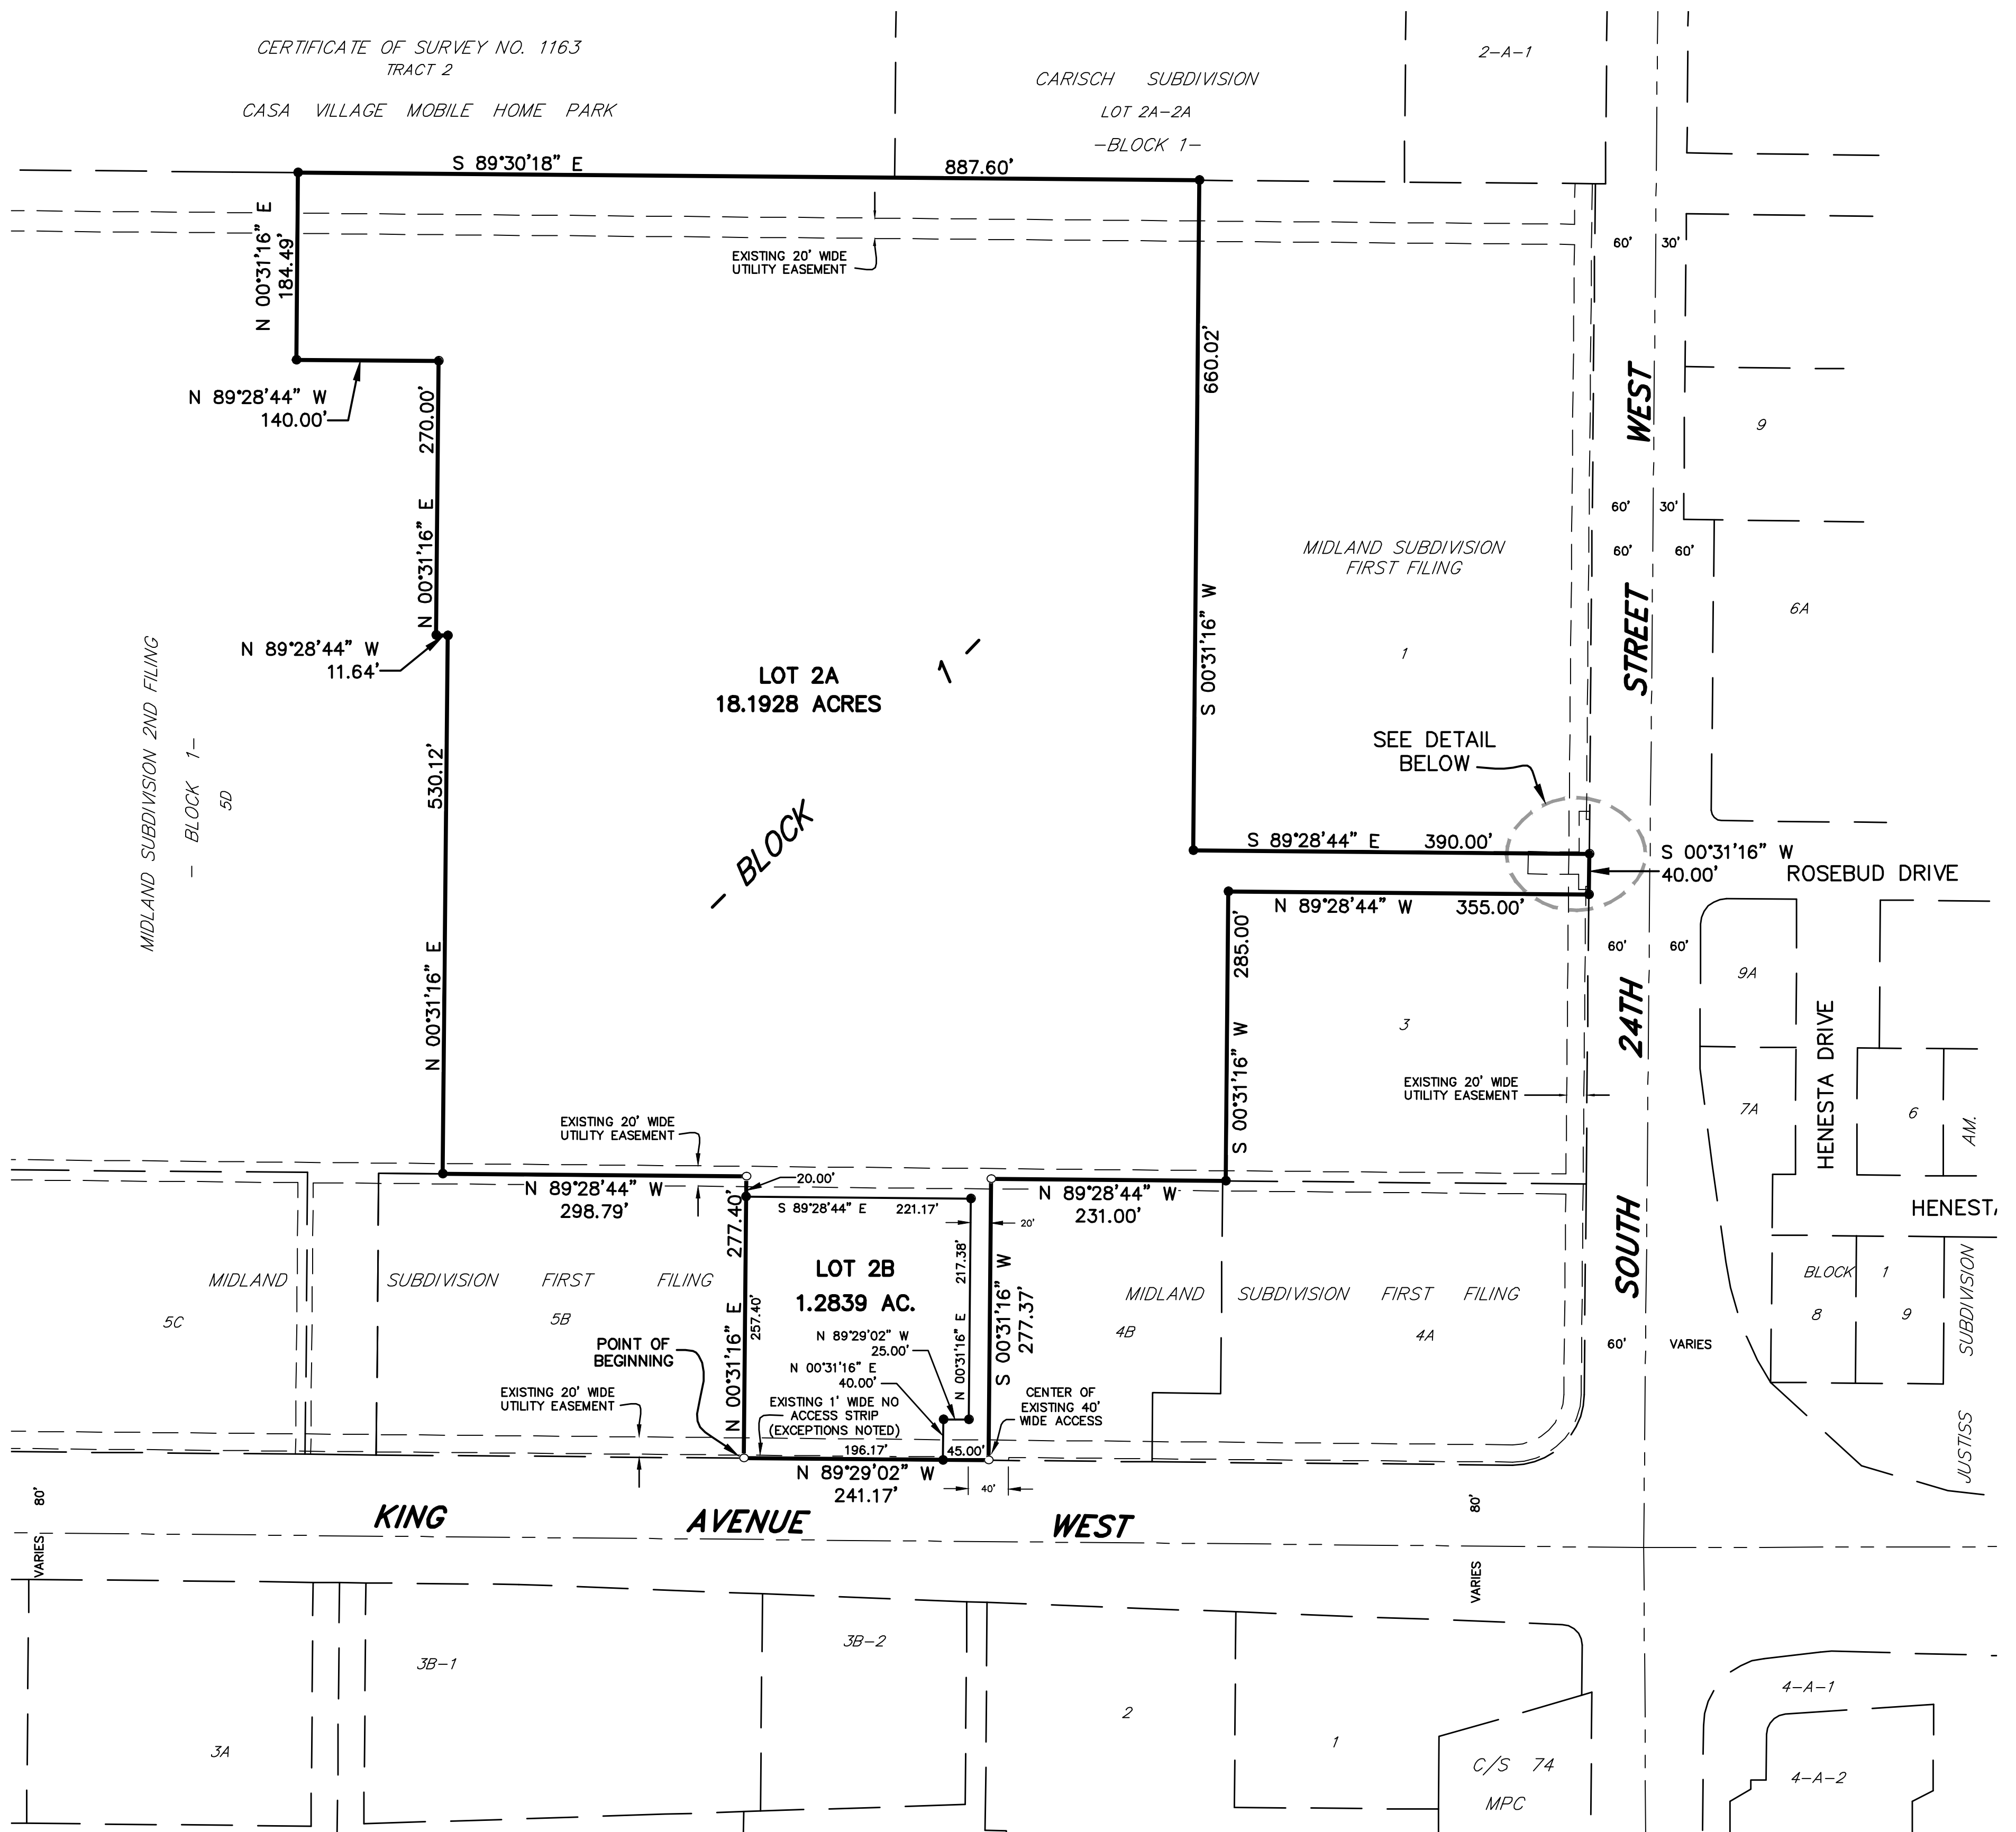 CERTIFICATE OF SURVEY NO. 1163
TRACT 2
CASA VILLAGE MOBILE HOME PARK
CARISCH SUBDIVISION
LOT 2A-2A
-BLOCK 1-
2-A-1
S 89°30'18" E
887.60'
N 00°31'16" E
184.49'
EXISTING 20' WIDE
UTILITY EASEMENT
60'
30'
N 89°28'44" W
140.00'
270.00'
N 00°31'16" E
660.02'
S 00°31'16" W
WEST
9
60'
30'
60'
60'
MIDLAND SUBDIVISION
FIRST FILING
1
STREET
6A
N 89°28'44" W
11.64'
MIDLAND SUBDIVISION 2ND FILING
- BLOCK 1-
5D
LOT 2A
18.1928 ACRES
- BLOCK 1 -
530.12'
N 00°31'16" E
SEE DETAIL
BELOW
S 89°28'44" E
390.00'
S 00°31'16" W
40.00'
ROSEBUD DRIVE
N 89°28'44" W
355.00'
285.00'
S 00°31'16" W
60'
60'
9A
24TH
3
HENESTA DRIVE
EXISTING 20' WIDE
UTILITY EASEMENT
7A
6
AM.
EXISTING 20' WIDE
UTILITY EASEMENT
20.00'
N 89°28'44" W
298.79'
S 89°28'44" E
221.17'
20'
N 89°28'44" W
231.00'
HENEST
277.40'
N 00°31'16" E
257.40'
LOT 2B
1.2839 AC.
217.38'
N 00°31'16" E
S 00°31'16" W
277.37'
SOUTH
MIDLAND SUBDIVISION FIRST FILING
5C
5B
MIDLAND SUBDIVISION FIRST FILING
4B
4A
BLOCK 1
8
9
SUBDIVISION
JUSTISS
POINT OF
BEGINNING
N 89°29'02" W
25.00'
N 00°31'16" E
40.00'
60'
VARIES
EXISTING 20' WIDE
UTILITY EASEMENT
EXISTING 1' WIDE NO
ACCESS STRIP
(EXCEPTIONS NOTED)
CENTER OF
EXISTING 40'
WIDE ACCESS
196.17'
45.00'
N 89°29'02" W
241.17'
40'
80'
80'
KING AVENUE WEST
VARIES
VARIES
3B-1
3B-2
3A
2
1
C/S 74
MPC
4-A-1
4-A-2